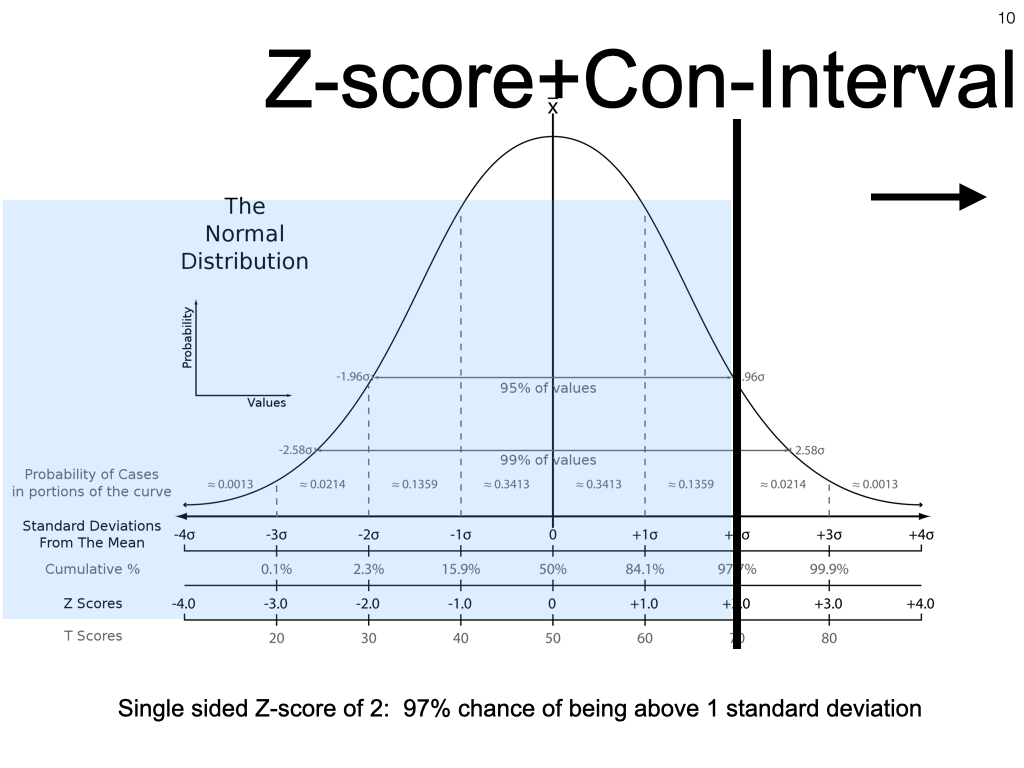 10
Z-score+Con-Interval
x
The
Normal
Distribution
Probability
Values
-1.96σ
.96σ
95% of values
-2.58σ
2.58σ
99% of values
Probability of Cases
in portions of the curve
≈ 0.0013 ≈ 0.0214 ≈ 0.1359 ≈ 0.3413 ≈ 0.3413 ≈ 0.1359 ≈ 0.0214 ≈ 0.0013
Standard Deviations
From The Mean
-4σ -3σ -2σ -1σ 0 +1σ +3σ +4σ
Cumulative % 0.1% 2.3% 15.9% 50% 84.1% 99.9%
Z Scores -4.0 -3.0 -2.0 -1.0 0 +1.0 +3.0 +4.0
T Scores 20 30 40 50 60 70 80
Single sided Z-score of 2: 97% chance of being above 1 standard deviation